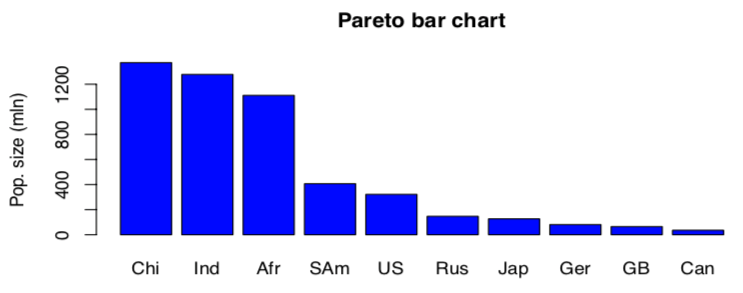 Pareto bar chart
Pop. size (mln)
1200
800
400
0
Chi Ind Afr SAm US Rus Jap Ger GB Can